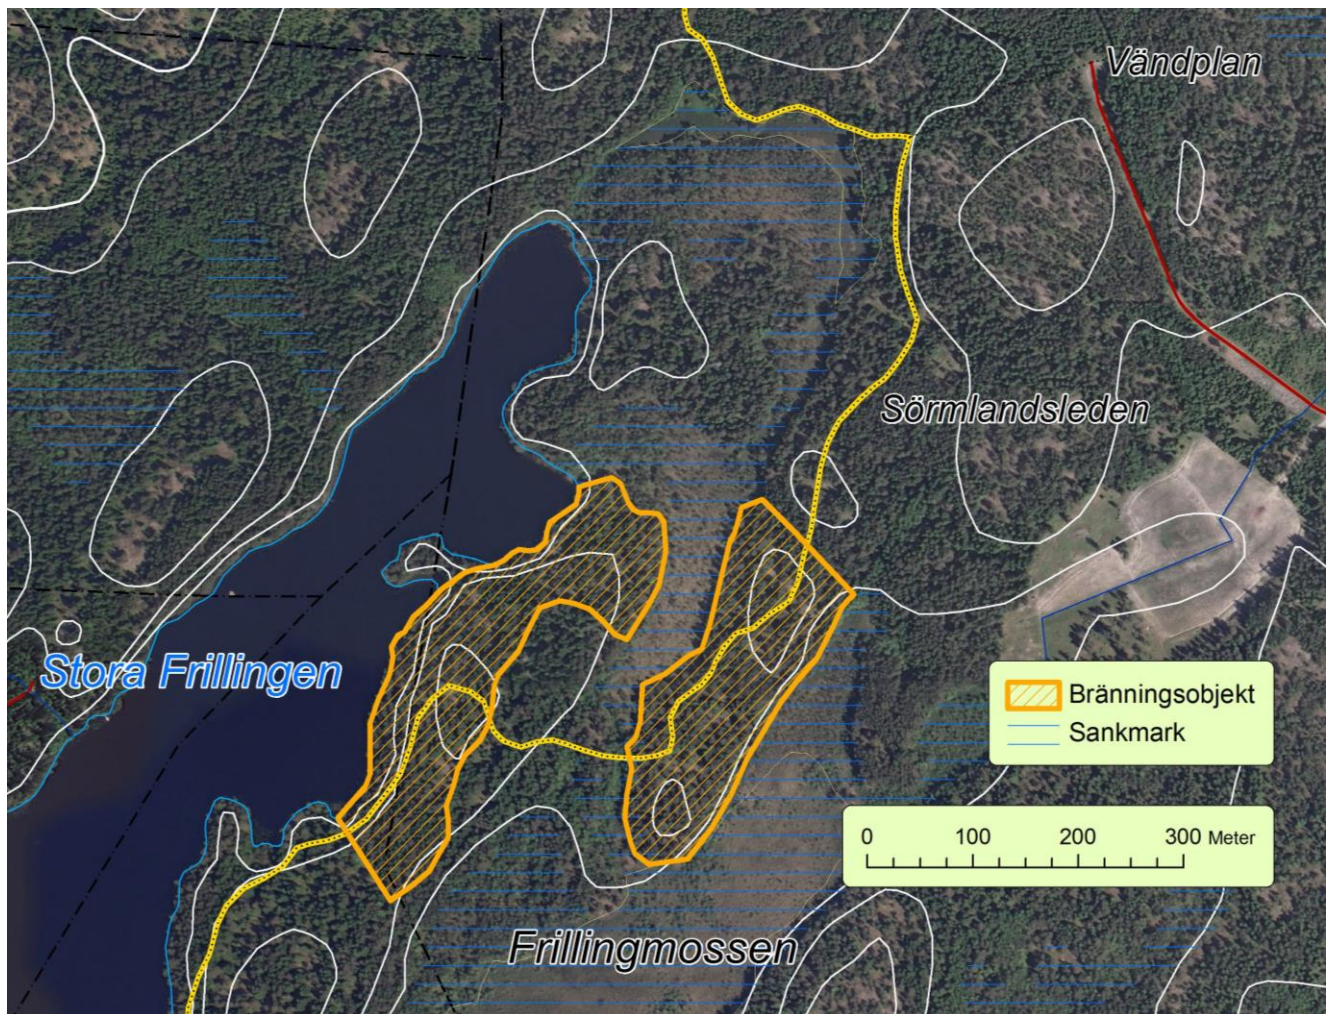 Vändplan
Sörmlandsleden
Stora Frillingen
Bränningsobjekt
Sankmark
0 100 200 300 Meter
Frillingmossen